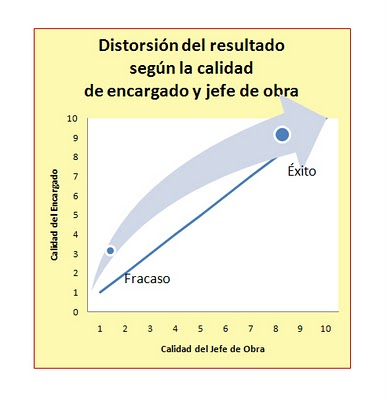 Distorsión del resultado
según la calidad
de encargado y jefe de obra
10
9
8
7
6
5
4
3
2
1
0
Calidad del Encargado
Éxito
Fracaso
1 2 3 4 5 6 7 8 9 10
Calidad del Jefe de Obra